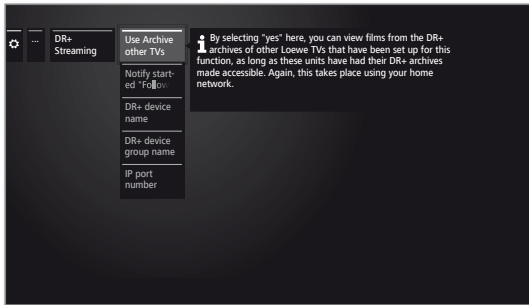 ...
DR+
Streaming
Use Archive
other TVs
Notify start-
ed "Follow
DR+ device
name
DR+ device
group name
IP port
number
By selecting "yes" here, you can view films from the DR+
archives of other Loewe TVs that have been set up for this
function, as long as these units have had their DR+ archives
made accessible. Again, this takes place using your home
network.